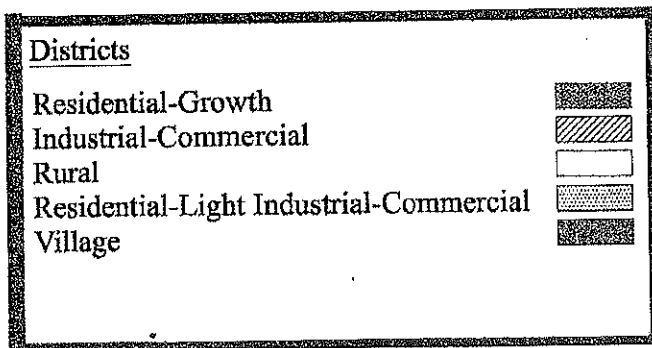 Districts
Residential-Growth
Industrial-Commercial
Rural
Residential-Light Industrial-Commercial
Village